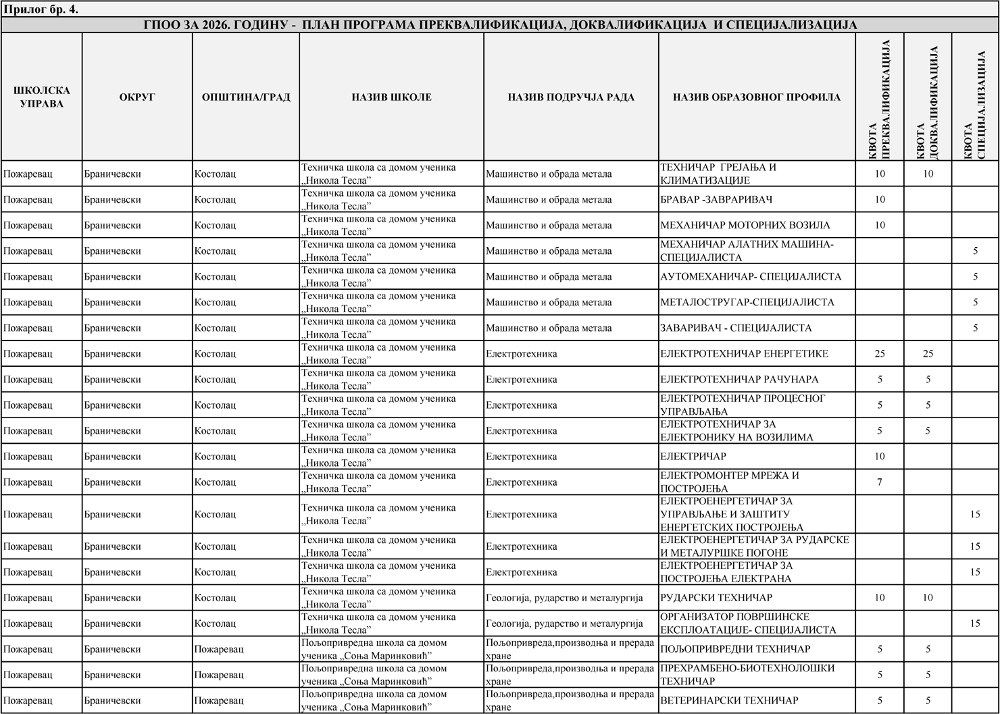 Прилог бр. 4.
ГПОО ЗА 2026. ГОДИНУ - ПЛАН ПРОГРАМА ПРЕКВАЛИФИКАЦИЈА, ДОКВАЛИФИКАЦИЈА И СПЕЦИЈАЛИЗАЦИЈА
ШКОЛСКА УПРАВА ОКРУГ ОПШТИНА/ГРАД НАЗИВ ШКОЛЕ НАЗИВ ПОДРУЧЈА РАДА НАЗИВ ОБРАЗОВНОГ ПРОФИЛА КВОТА ПРЕКВАЛИФИКАЦИЈА КВОТА ДОКВАЛИФИКАЦИЈА КВОТА СПЕЦИЈАЛИЗАЦИЈА
Пожаревац Браничевски Костолац Техничка школа са домом ученика „Никола Тесла” Машинство и обрада метала ТЕХНИЧАР ГРЕЈАЊА И КЛИМАТИЗАЦИЈЕ 10 10
Пожаревац Браничевски Костолац Техничка школа са домом ученика „Никола Тесла” Машинство и обрада метала БРАВАР -ЗАВРАРИВАЧ 10
Пожаревац Браничевски Костолац Техничка школа са домом ученика „Никола Тесла” Машинство и обрада метала МЕХАНИЧАР МОТОРНИХ ВОЗИЛА 10
Пожаревац Браничевски Костолац Техничка школа са домом ученика „Никола Тесла” Машинство и обрада метала МЕХАНИЧАР АЛАТНИХ МАШИНА- СПЕЦИЈАЛИСТА 5
Пожаревац Браничевски Костолац Техничка школа са домом ученика „Никола Тесла” Машинство и обрада метала АУТОМЕХАНИЧАР- СПЕЦИЈАЛИСТА 5
Пожаревац Браничевски Костолац Техничка школа са домом ученика „Никола Тесла” Машинство и обрада метала МЕТАЛОСТРУГАР-СПЕЦИЈАЛИСТА 5
Пожаревац Браничевски Костолац Техничка школа са домом ученика „Никола Тесла” Машинство и обрада метала ЗАВАРИВАЧ - СПЕЦИЈАЛИСТА 5
Пожаревац Браничевски Костолац Техничка школа са домом ученика „Никола Тесла” Електротехника ЕЛЕКТРОТЕХНИЧАР ЕНЕРГЕТИКЕ 25 25
Пожаревац Браничевски Костолац Техничка школа са домом ученика „Никола Тесла” Електротехника ЕЛЕКТРОТЕХНИЧАР РАЧУНАРА 5 5
Пожаревац Браничевски Костолац Техничка школа са домом ученика „Никола Тесла” Електротехника ЕЛЕКТРОТЕХНИЧАР ПРОЦЕСНОГ УПРАВЉАЊА 5 5
Пожаревац Браничевски Костолац Техничка школа са домом ученика „Никола Тесла” Електротехника ЕЛЕКТРОТЕХНИЧАР ЗА ЕЛЕКТРОНИКУ НА ВОЗИЛИМА 5 5
Пожаревац Браничевски Костолац Техничка школа са домом ученика „Никола Тесла” Електротехника ЕЛЕКТРИЧАР 10
Пожаревац Браничевски Костолац Техничка школа са домом ученика „Никола Тесла” Електротехника ЕЛЕКТРОМОНТЕР МРЕЖА И ПОСТРОЈЕЊА 7
Пожаревац Браничевски Костолац Техничка школа са домом ученика „Никола Тесла” Електротехника ЕЛЕКТРОЕНЕРГЕТИЧАР ЗА УПРАВЉАЊЕ И ЗАШТИТУ ЕНЕРГЕТСКИХ ПОСТРОЈЕЊА 15
Пожаревац Браничевски Костолац Техничка школа са домом ученика „Никола Тесла” Електротехника ЕЛЕКТРОЕНЕРГЕТИЧАР ЗА РУДАРСКЕ И МЕТАЛУРШКЕ ПОГОНЕ 15
Пожаревац Браничевски Костолац Техничка школа са домом ученика „Никола Тесла” Електротехника ЕЛЕКТРОЕНЕРГЕТИЧАР ЗА ПОСТРОЈЕЊА ЕЛЕКТРАНА 15
Пожаревац Браничевски Костолац Техничка школа са домом ученика „Никола Тесла” Геологија, рударство и металургија РУДАРСКИ ТЕХНИЧАР 10 10
Пожаревац Браничевски Костолац Техничка школа са домом ученика „Никола Тесла” Геологија, рударство и металургија ОРГАНИЗАТОР ПОВРШИНСКЕ ЕКСПЛОАТАЦИЈЕ- СПЕЦИЈАЛИСТА 15
Пожаревац Браничевски Пожаревац Пољопривредна школа са домом ученика „Соња Маринковић” Пољопривреда,производња и прерада хране ПОЉОПРИВРЕДНИ ТЕХНИЧАР 5 5
Пожаревац Браничевски Пожаревац Пољопривредна школа са домом ученика „Соња Маринковић” Пољопривреда,производња и прерада хране ПРЕХРАМБЕНО-БИОТЕХНОЛОШКИ ТЕХНИЧАР 5 5
Пожаревац Браничевски Пожаревац Пољопривредна школа са домом ученика „Соња Маринковић” Пољопривреда,производња и прерада хране ВЕТЕРИНАРСКИ ТЕХНИЧАР 5 5